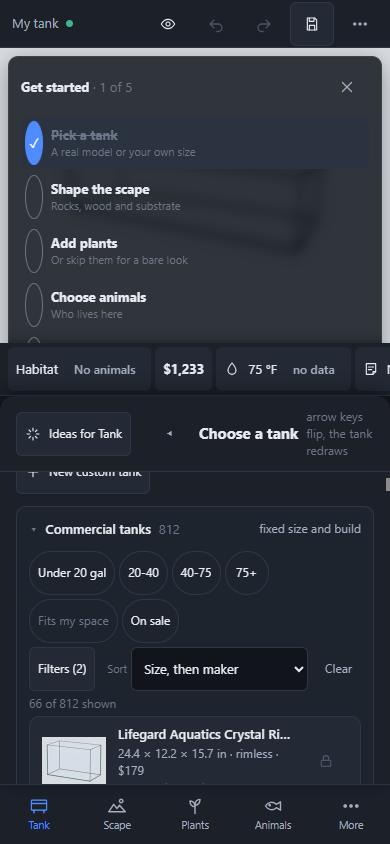 My tank
Get started · 1 of 5
Pick a tank
A real model or your own size
Shape the scape
Rocks, wood and substrate
Add plants
Or skip them for a bare look
Choose animals
Who lives here
Habitat No animals $1,233 75 °F no data
Ideas for Tank
Choose a tank
arrow keys
flip, the tank
redraws
New custom tank
Commercial tanks 812 fixed size and build
Under 20 gal 20-40 40-75 75+
Fits my space On sale
Filters (2) Sort Size, then maker Clear
66 of 812 shown
Lifegard Aquatics Crystal Ri...
24.4 × 12.2 × 15.7 in · rimless ·
$179
Tank Scape Plants Animals More